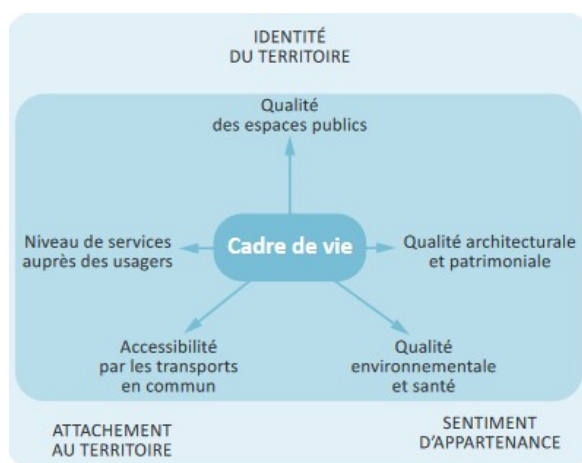 IDENTITÉ
DU TERRITOIRE
Qualité
des espaces publics
Niveau de services
auprès des usagers
Cadre de vie
Qualité architecturale
et patrimoniale
Accessibilité
par les transports
en commun
Qualité
environnementale
et santé
ATTACHEMENT
AU TERRITOIRE
SENTIMENT
D'APPARTENANCE